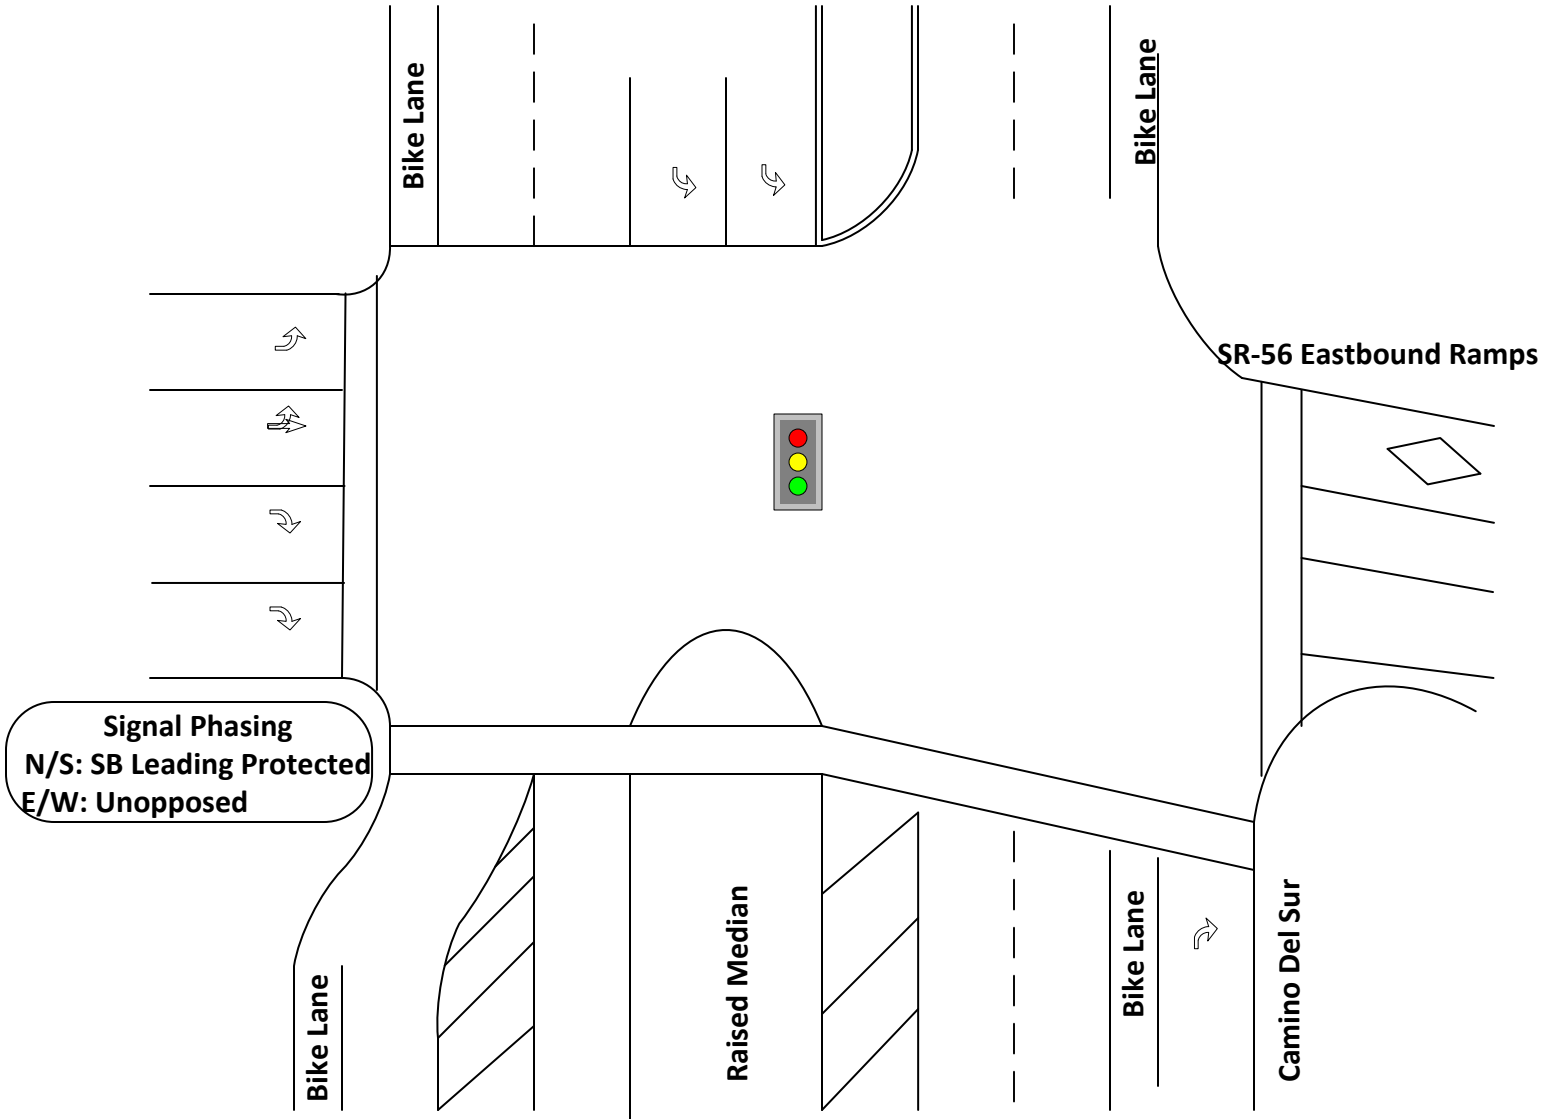 Bike Lane
Bike Lane
SR-56 Eastbound Ramps
Signal Phasing
N/S: SB Leading Protected
E/W: Unopposed
Bike Lane
Raised Median
Bike Lane
Camino Del Sur